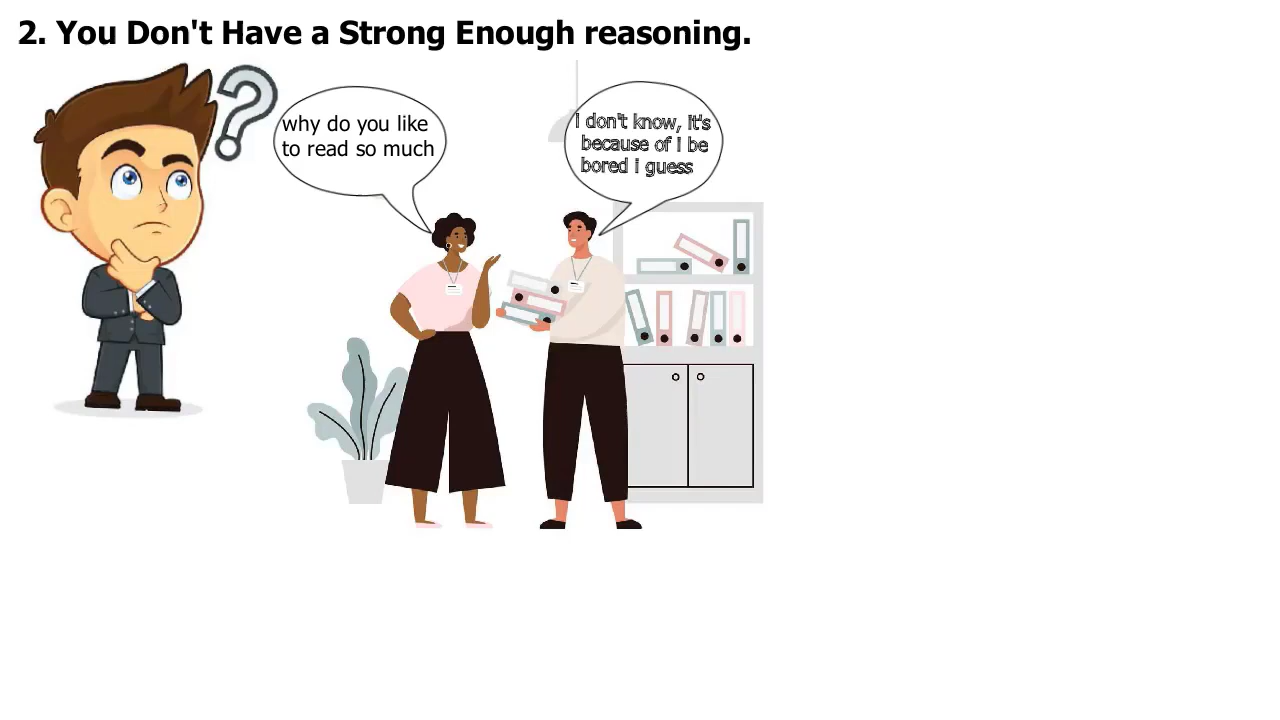 2. You Don't Have a Strong Enough reasoning.
why do you like
to read so much
i don't know, it's
because of i be
bored i guess